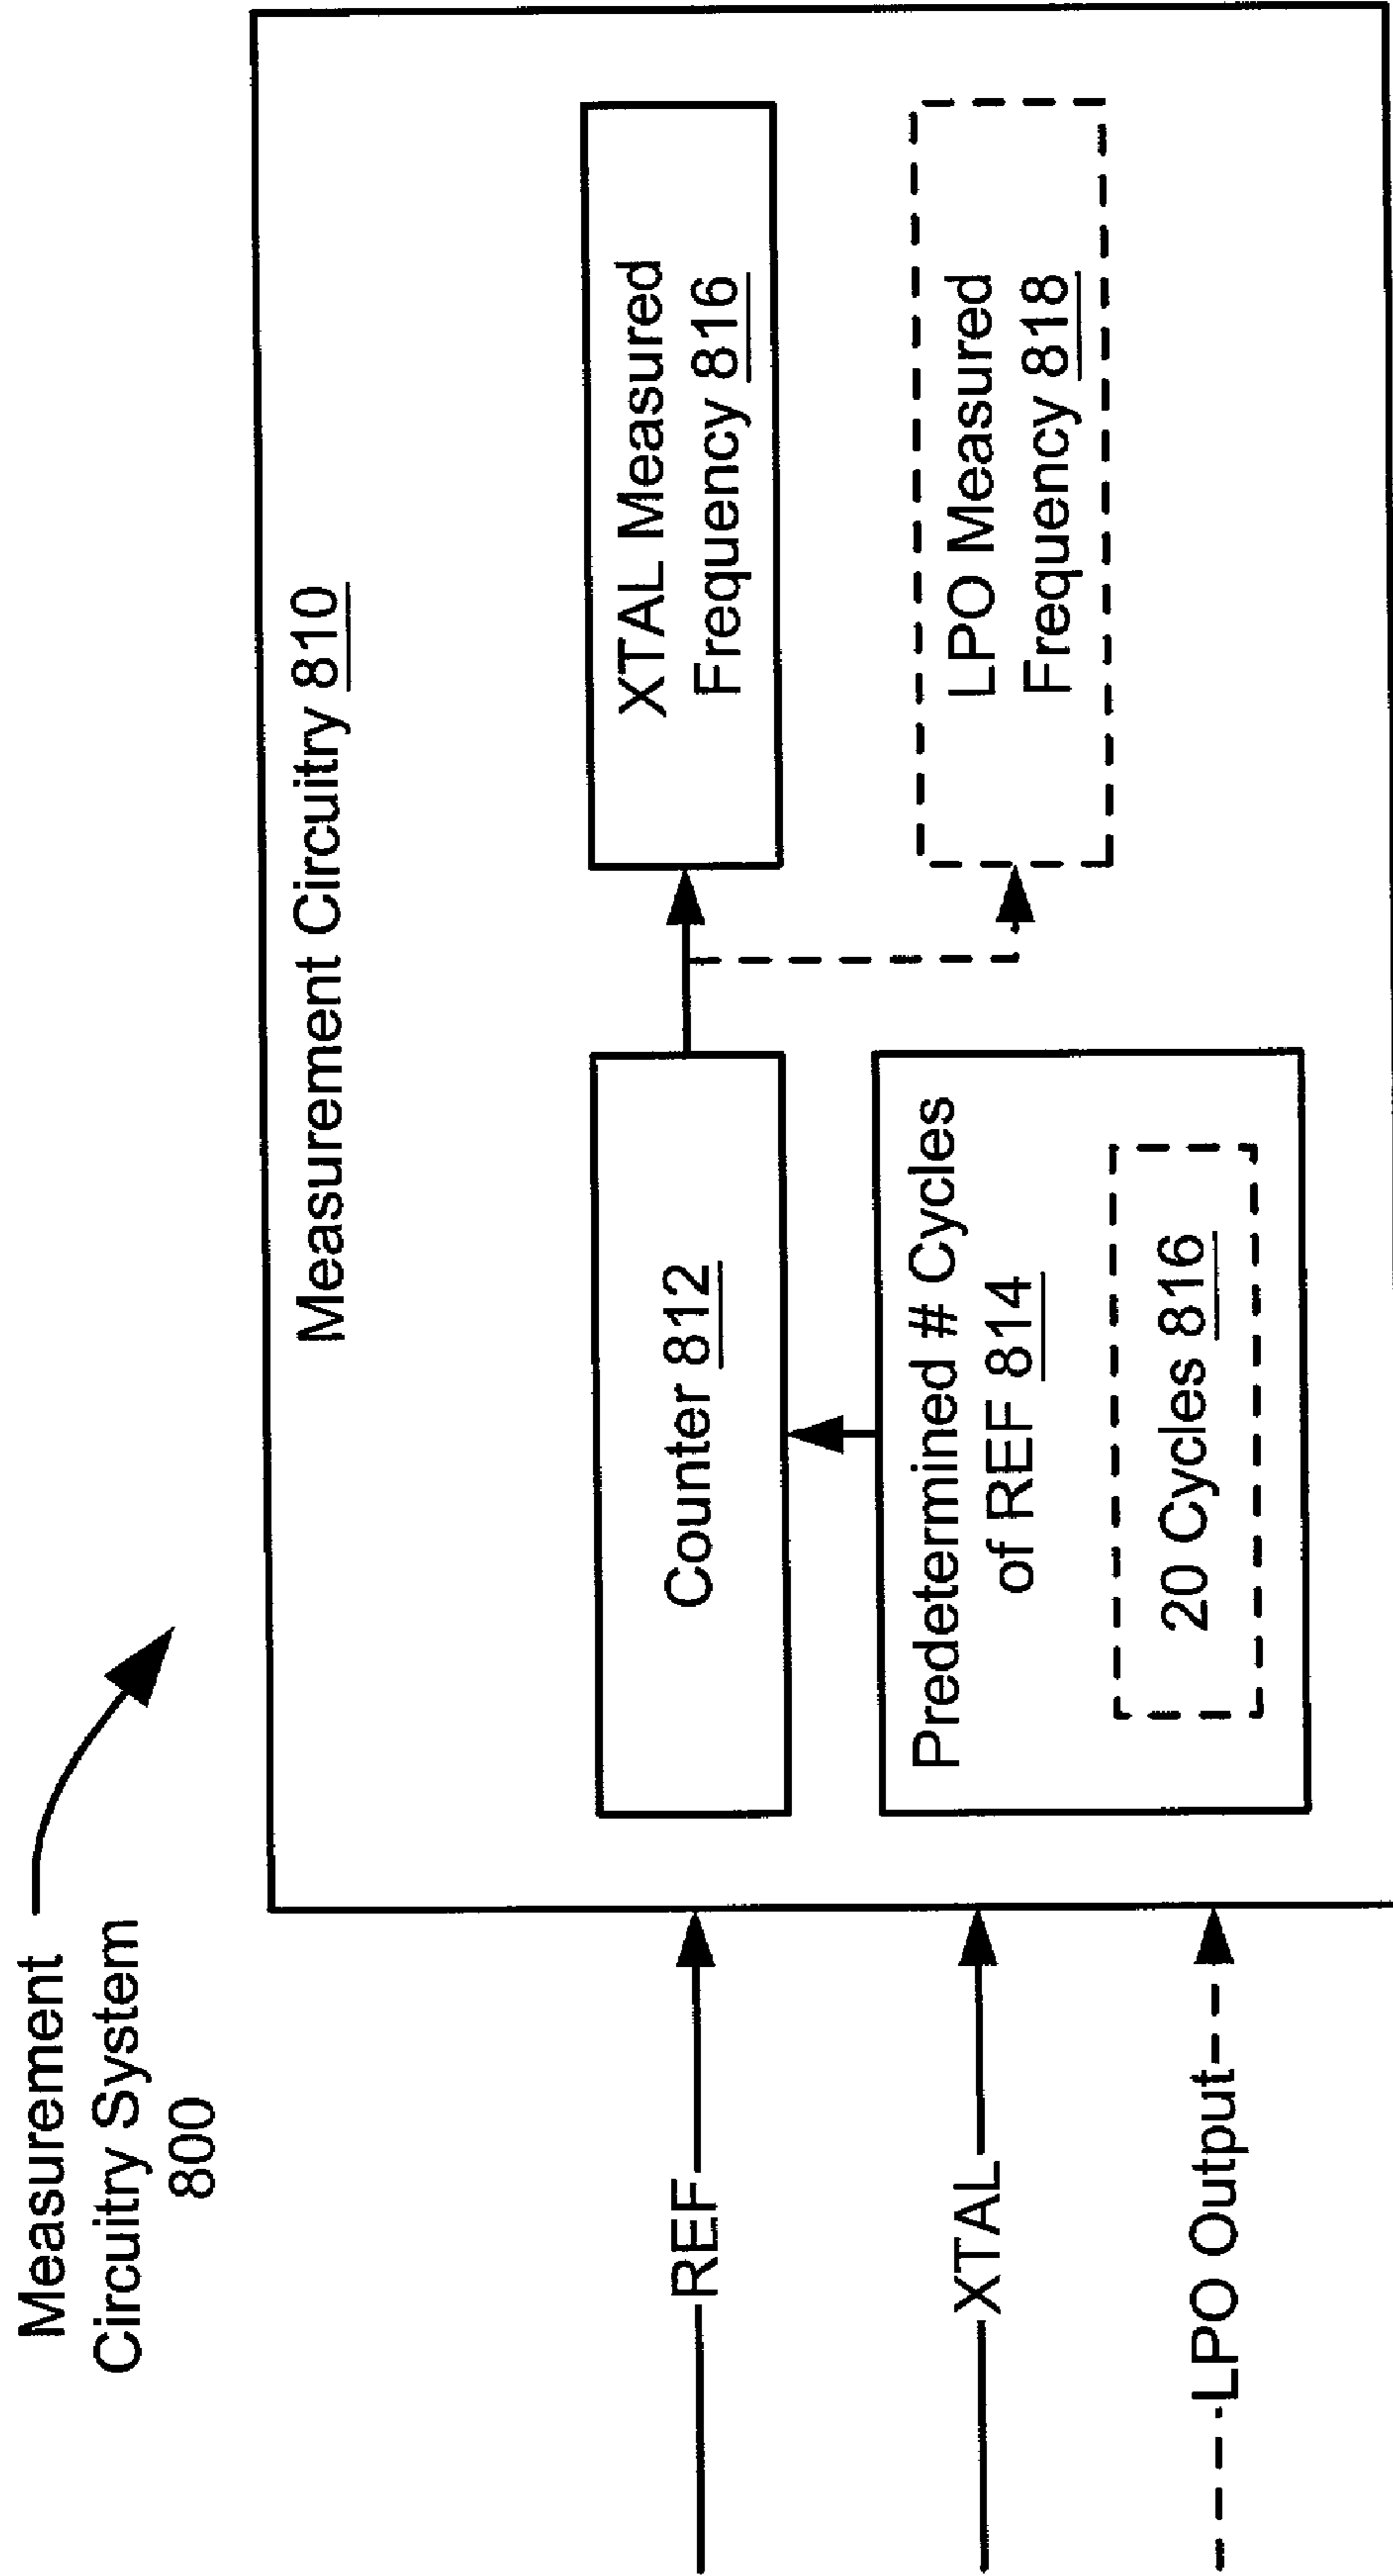 Measurement
Circuitry System
800
Measurement Circuitry 810
REF
XTAL
LPO Output
Counter 812
Predetermined # Cycles
of REF 814
20 Cycles 816
XTAL Measured
Frequency 816
LPO Measured
Frequency 818